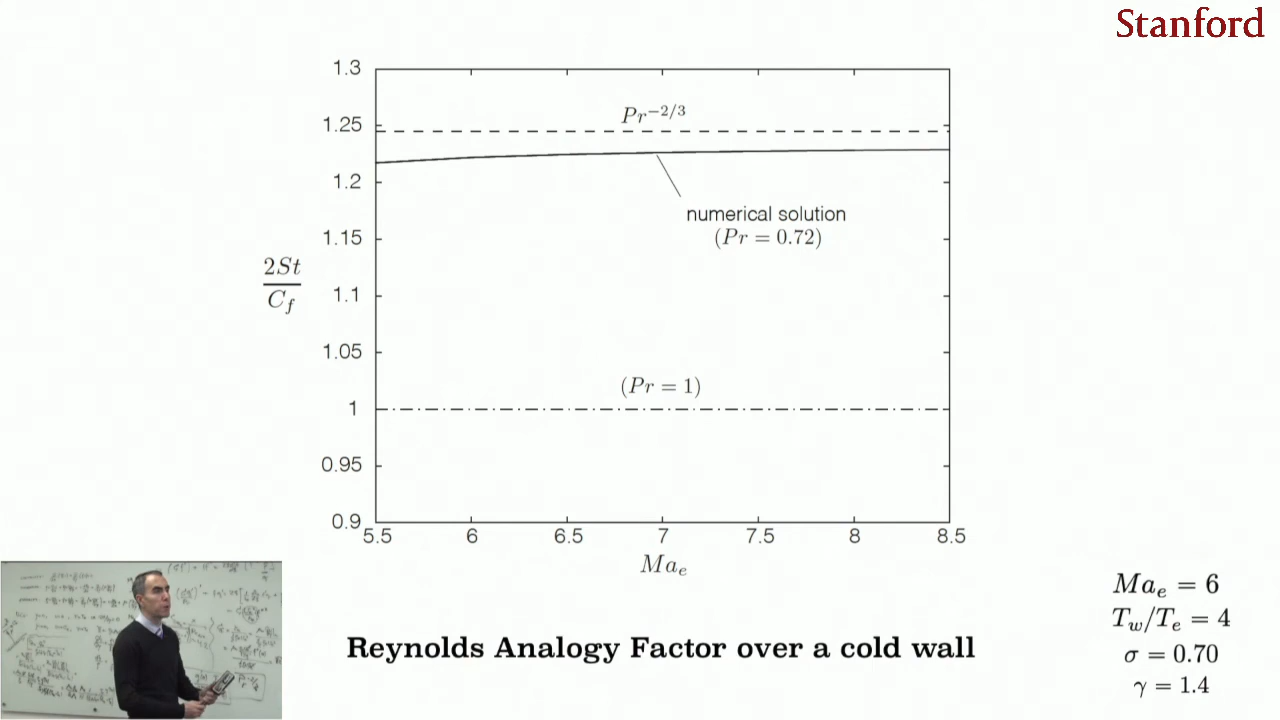 Stanford
1.3
1.25
1.2
1.15
1.1
1.05
1
0.95
0.9
2St
C_f
Pr^{-2/3}
numerical solution
(Pr = 0.72)
(Pr = 1)
5.5 6 6.5 7 7.5 8 8.5
Ma_e
Reynolds Analogy Factor over a cold wall
Ma_e = 6
T_w/T_e = 4
σ = 0.70
γ = 1.4